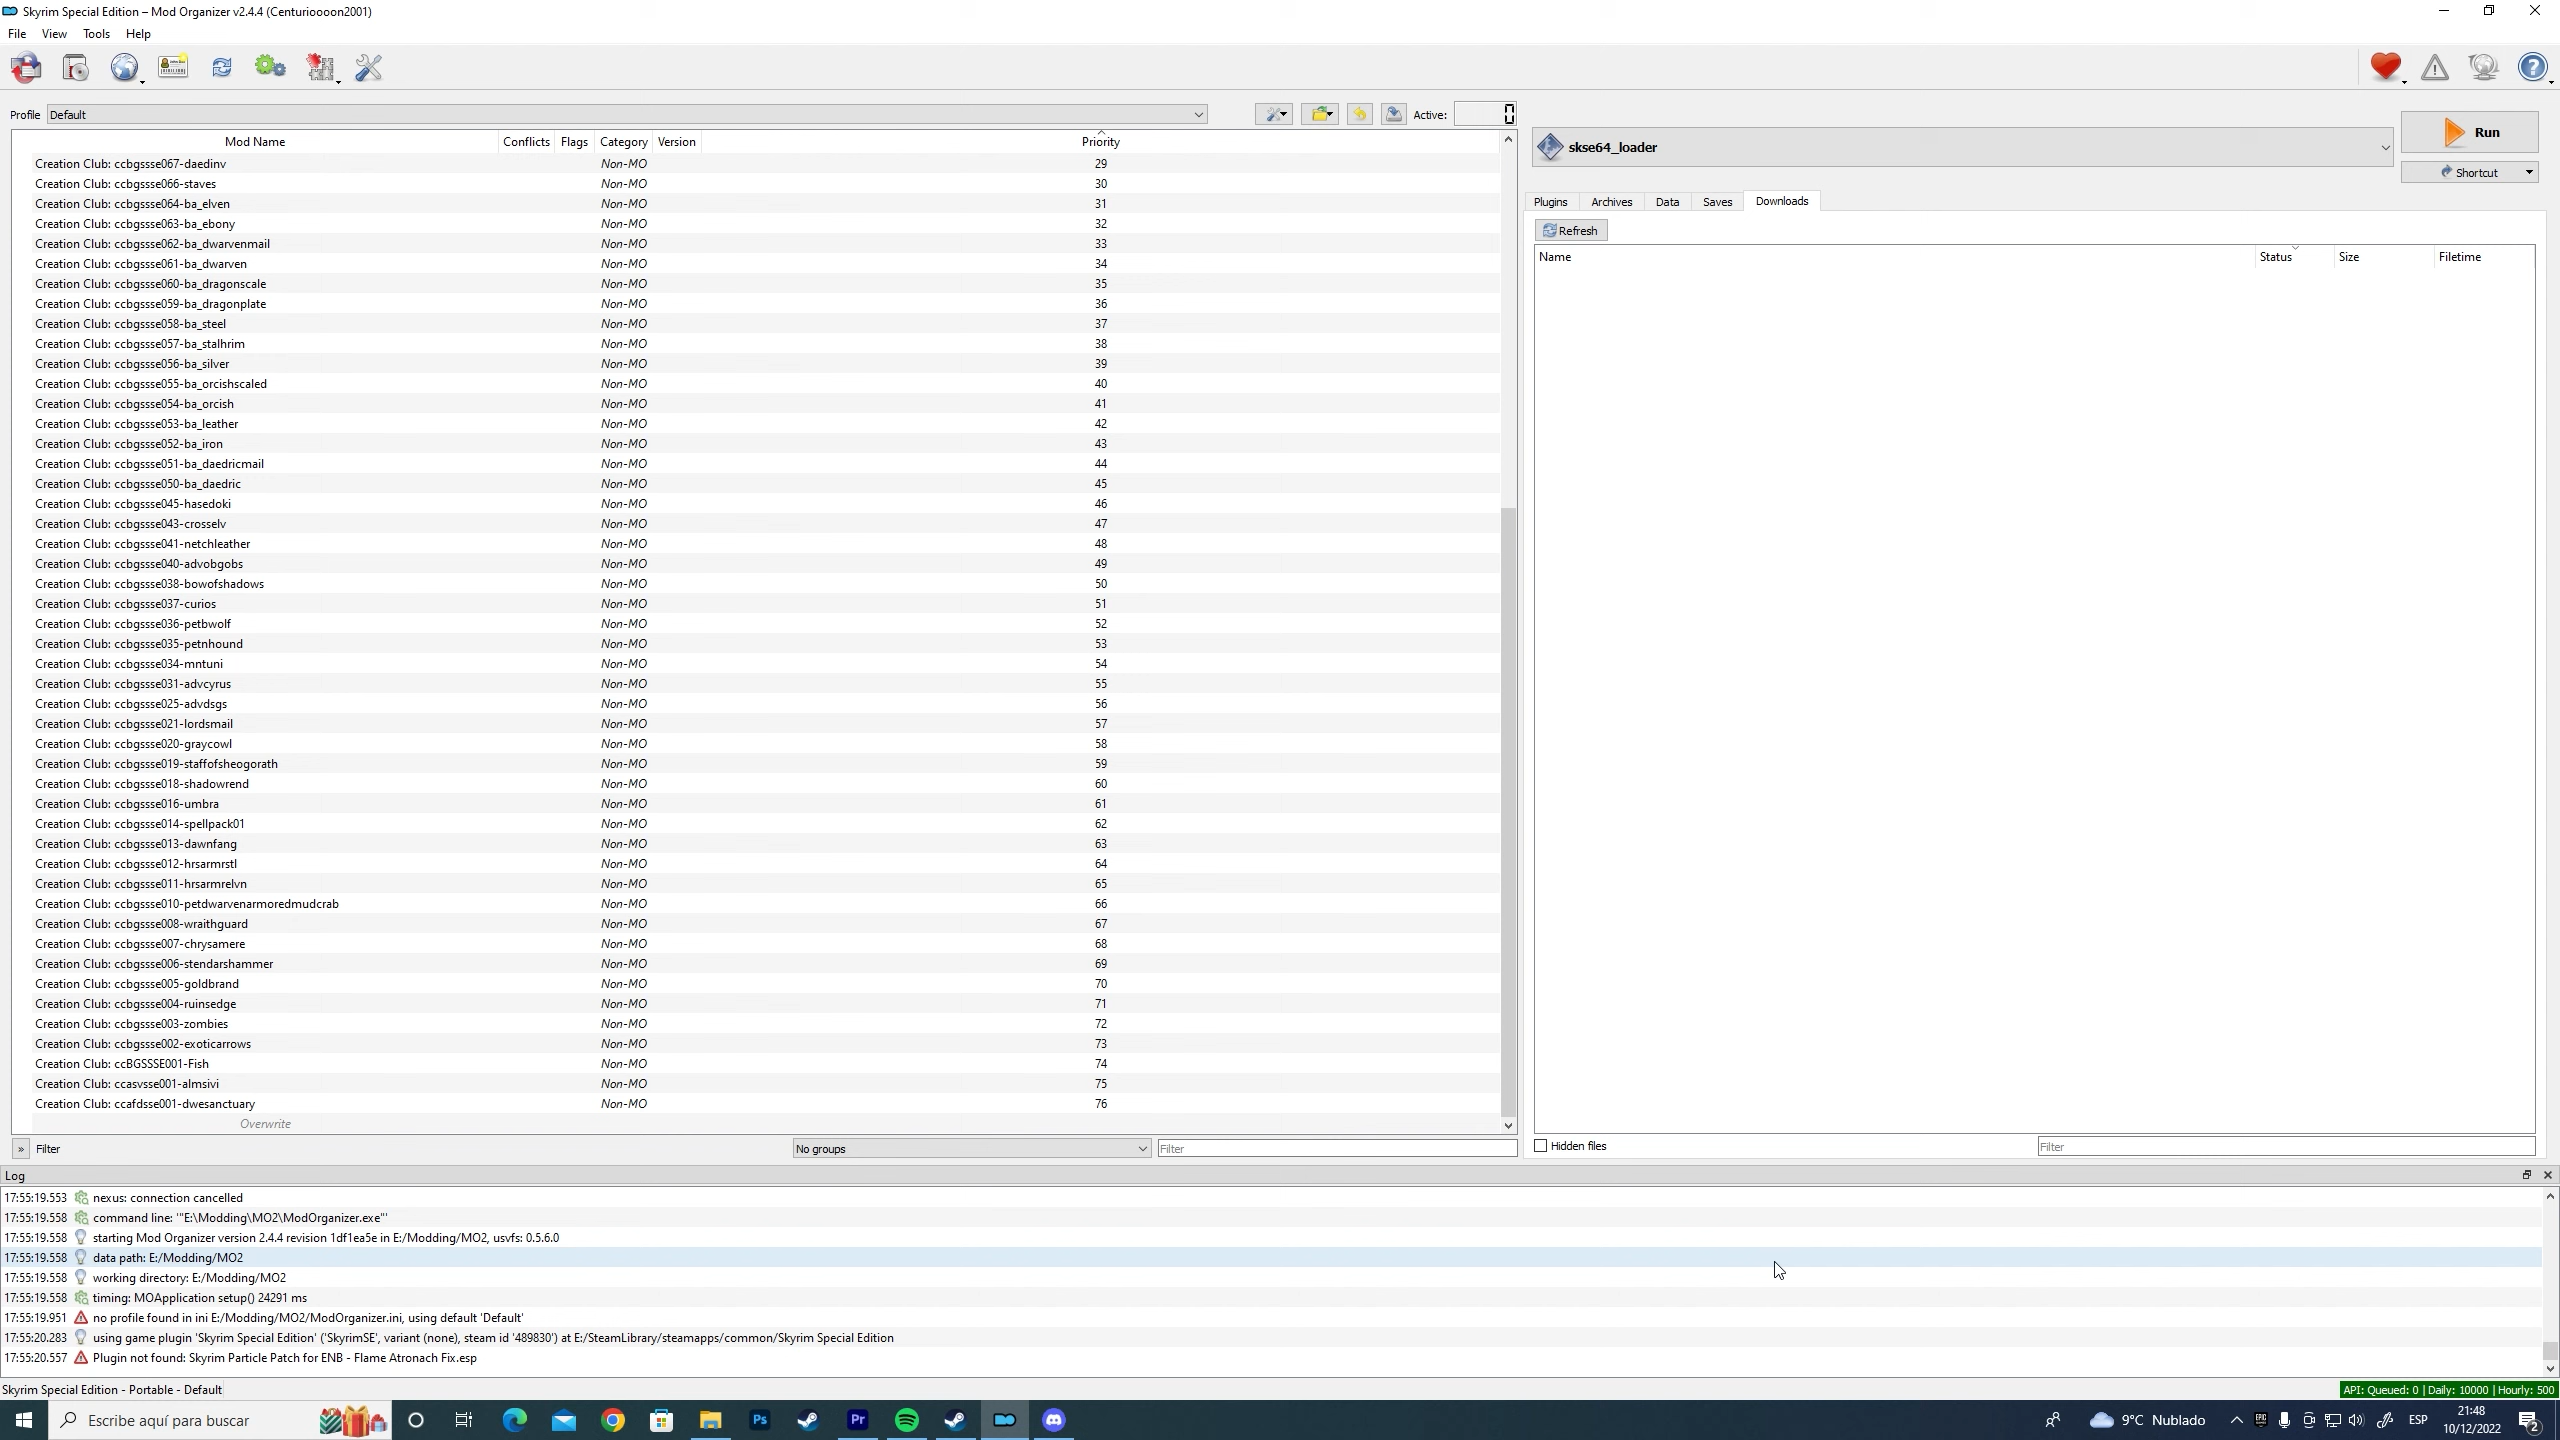 Skyrim Special Edition – Mod Organizer v2.4.4 (Centurioooon2001)
File View Tools Help
Profile Default Active: 0
Mod Name Conflicts Flags Category Version Priority
Creation Club: ccbgssse067-daedinv Non-MO 29
Creation Club: ccbgssse066-staves Non-MO 30
Creation Club: ccbgssse064-ba_elven Non-MO 31
Creation Club: ccbgssse063-ba_ebony Non-MO 32
Creation Club: ccbgssse062-ba_dwarvenmail Non-MO 33
Creation Club: ccbgssse061-ba_dwarven Non-MO 34
Creation Club: ccbgssse060-ba_dragonscale Non-MO 35
Creation Club: ccbgssse059-ba_dragonplate Non-MO 36
Creation Club: ccbgssse058-ba_steel Non-MO 37
Creation Club: ccbgssse057-ba_stalhrim Non-MO 38
Creation Club: ccbgssse056-ba_silver Non-MO 39
Creation Club: ccbgssse055-ba_orcishscaled Non-MO 40
Creation Club: ccbgssse054-ba_orcish Non-MO 41
Creation Club: ccbgssse053-ba_leather Non-MO 42
Creation Club: ccbgssse052-ba_iron Non-MO 43
Creation Club: ccbgssse051-ba_daedricmail Non-MO 44
Creation Club: ccbgssse050-ba_daedric Non-MO 45
Creation Club: ccbgssse045-hasedoki Non-MO 46
Creation Club: ccbgssse043-crosselv Non-MO 47
Creation Club: ccbgssse041-netchleather Non-MO 48
Creation Club: ccbgssse040-advobgobs Non-MO 49
Creation Club: ccbgssse038-bowofshadows Non-MO 50
Creation Club: ccbgssse037-curios Non-MO 51
Creation Club: ccbgssse036-petbwolf Non-MO 52
Creation Club: ccbgssse035-petnhound Non-MO 53
Creation Club: ccbgssse034-mntuni Non-MO 54
Creation Club: ccbgssse031-advcyrus Non-MO 55
Creation Club: ccbgssse025-advdsgs Non-MO 56
Creation Club: ccbgssse021-lordsmail Non-MO 57
Creation Club: ccbgssse020-graycowl Non-MO 58
Creation Club: ccbgssse019-staffofsheogorath Non-MO 59
Creation Club: ccbgssse018-shadowrend Non-MO 60
Creation Club: ccbgssse016-umbra Non-MO 61
Creation Club: ccbgssse014-spellpack01 Non-MO 62
Creation Club: ccbgssse013-dawnfang Non-MO 63
Creation Club: ccbgssse012-hrsarmrstl Non-MO 64
Creation Club: ccbgssse011-hrsarmrelvn Non-MO 65
Creation Club: ccbgssse010-petdwarvenarmoredmudcrab Non-MO 66
Creation Club: ccbgssse008-wraithguard Non-MO 67
Creation Club: ccbgssse007-chrysamere Non-MO 68
Creation Club: ccbgssse006-stendarshammer Non-MO 69
Creation Club: ccbgssse005-goldbrand Non-MO 70
Creation Club: ccbgssse004-ruinsedge Non-MO 71
Creation Club: ccbgssse003-zombies Non-MO 72
Creation Club: ccbgssse002-exoticarrows Non-MO 73
Creation Club: ccBGSSSE001-Fish Non-MO 74
Creation Club: ccasvsse001-almsivi Non-MO 75
Creation Club: ccafdsse001-dwesanctuary Non-MO 76
Overwrite
» Filter No groups Filter
skse64_loader
Run
Shortcut
Plugins Archives Data Saves Downloads
Refresh
Name Status Size Filetime
Hidden files Filter
Log
17:55:19.553 nexus: connection cancelled
17:55:19.558 command line: '"E:\Modding\MO2\ModOrganizer.exe"'
17:55:19.558 starting Mod Organizer version 2.4.4 revision 1df1ea5e in E:/Modding/MO2, usvfs: 0.5.6.0
17:55:19.558 data path: E:/Modding/MO2
17:55:19.558 working directory: E:/Modding/MO2
17:55:19.558 timing: MOApplication setup() 24291 ms
17:55:19.951 no profile found in ini E:/Modding/MO2/ModOrganizer.ini, using default 'Default'
17:55:20.283 using game plugin 'Skyrim Special Edition' ('SkyrimSE', variant (none), steam id '489830') at E:/SteamLibrary/steamapps/common/Skyrim Special Edition
17:55:20.557 Plugin not found: Skyrim Particle Patch for ENB - Flame Atronach Fix.esp
Skyrim Special Edition - Portable - Default
API: Queued: 0 | Daily: 10000 | Hourly: 500
Escribe aquí para buscar
Ps
Pr
9°C Nublado
ESP
21:48
10/12/2022
2